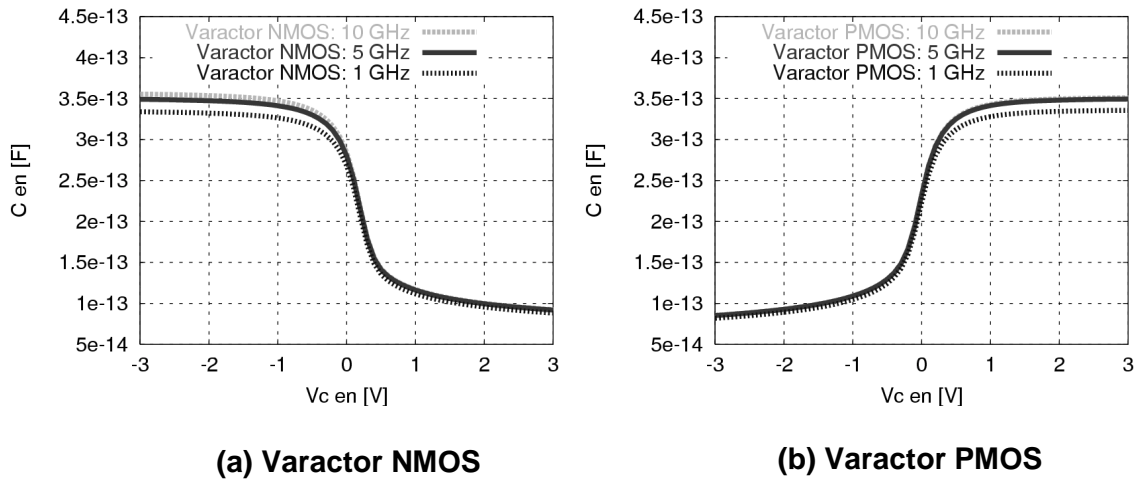 4.5e-13
4e-13
3.5e-13
3e-13
2.5e-13
2e-13
1.5e-13
1e-13
5e-14
C en [F]
Varactor NMOS: 10 GHz
Varactor NMOS: 5 GHz
Varactor NMOS: 1 GHz
-3 -2 -1 0 1 2 3
Vc en [V]
(a) Varactor NMOS
4.5e-13
4e-13
3.5e-13
3e-13
2.5e-13
2e-13
1.5e-13
1e-13
5e-14
C en [F]
Varactor PMOS: 10 GHz
Varactor PMOS: 5 GHz
Varactor PMOS: 1 GHz
-3 -2 -1 0 1 2 3
Vc en [V]
(b) Varactor PMOS